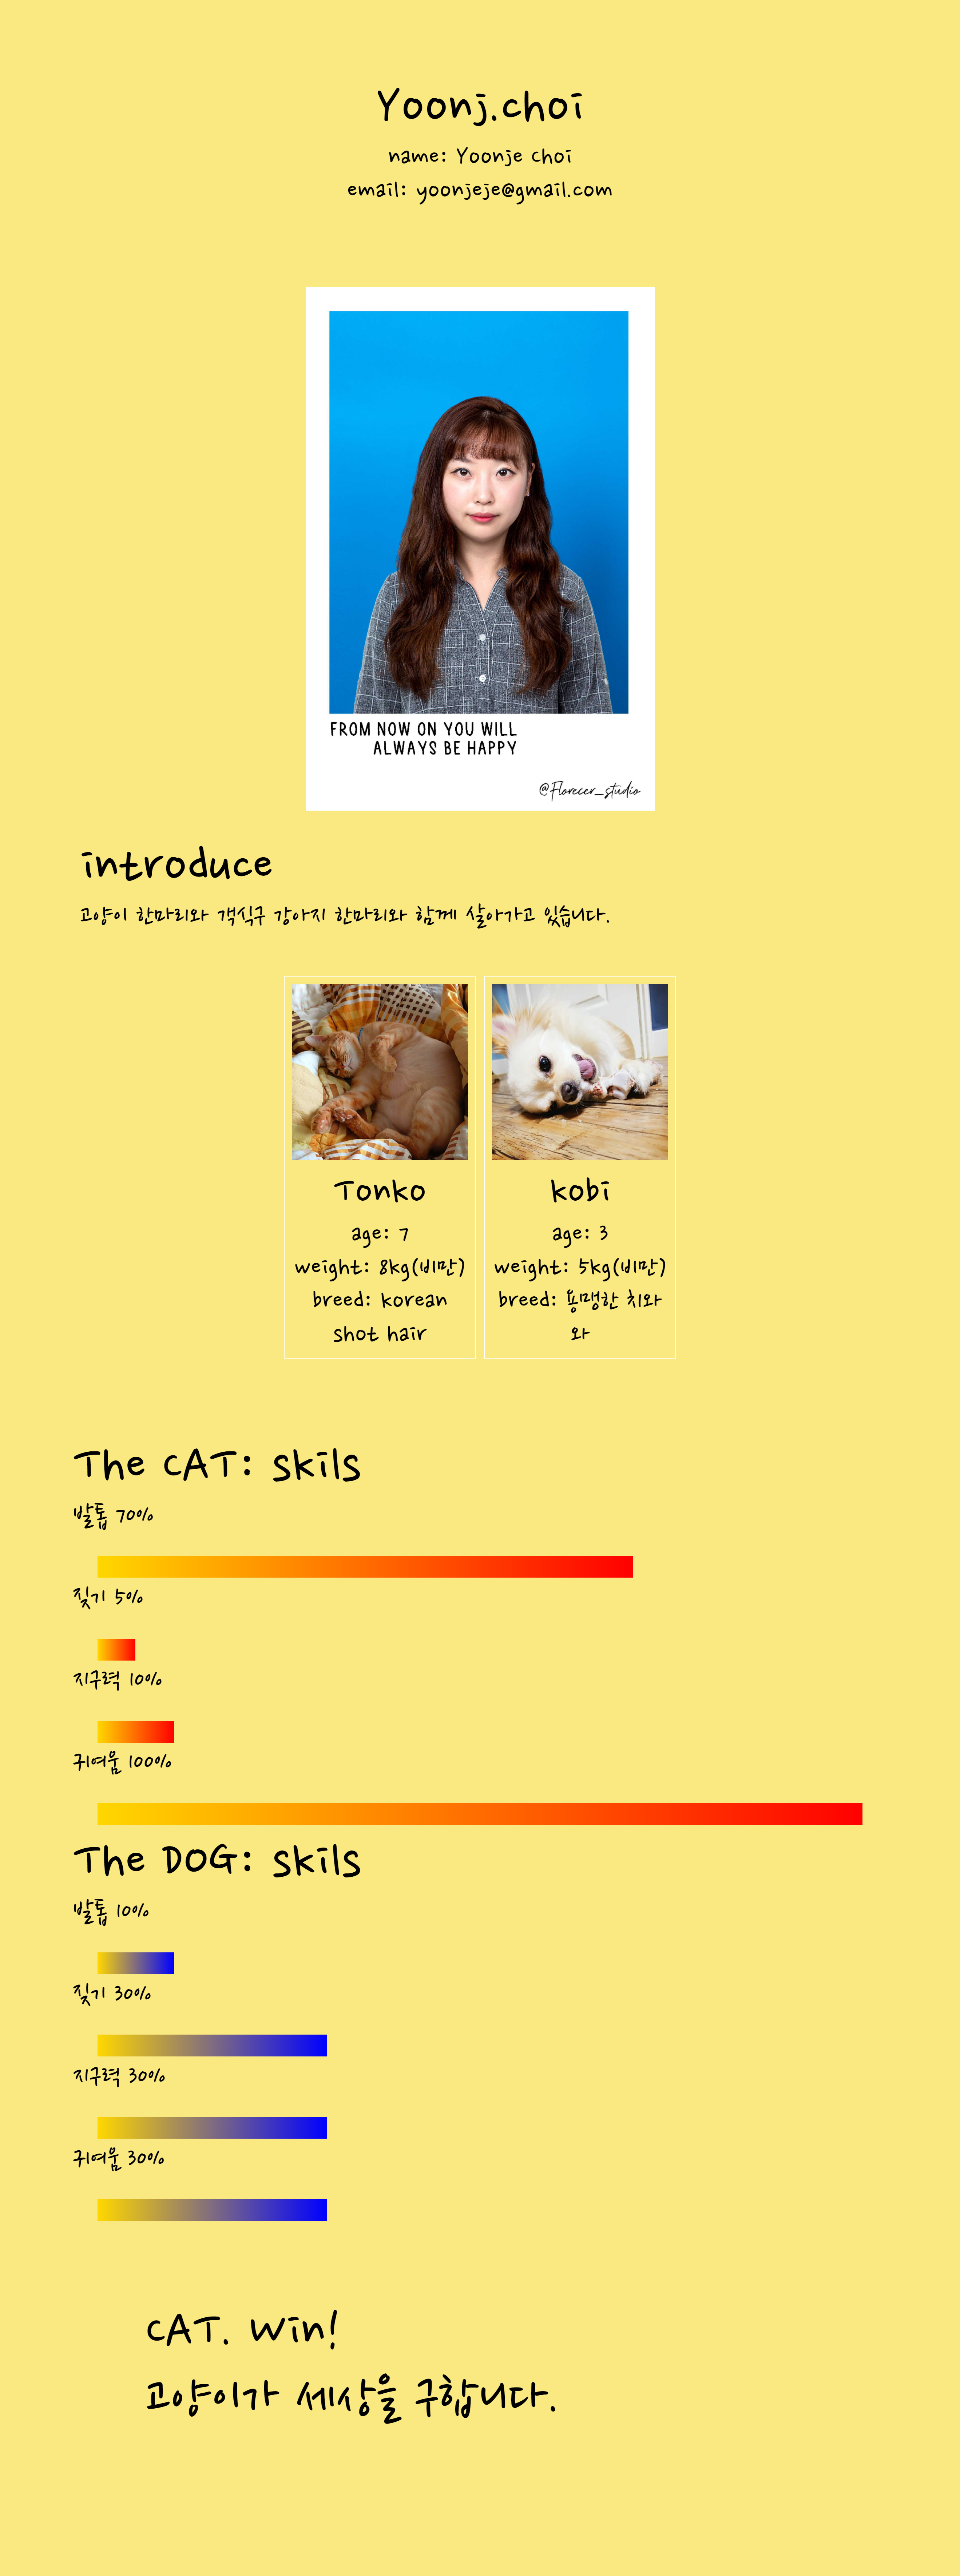 Yoonj.choi
name: Yoonje choi
email: yoonjeje@gmail.com
FROM NOW ON YOU WILL
ALWAYS BE HAPPY
@Florecer_studio
introduce
고양이 한마리와 객식구 강아지 한마리와 함께 살아가고 있습니다.
Tonko
age: 7
weight: 8kg(비만)
breed: korean
shot hair
kobi
age: 3
weight: 5kg(비만)
breed: 용맹한 치와
와
The CAT: skils
발톱 70%
짖기 5%
지구력 10%
귀여움 100%
The DOG: skils
발톱 10%
짖기 30%
지구력 30%
귀여움 30%
CAT. Win!
고양이가 세상을 구합니다.